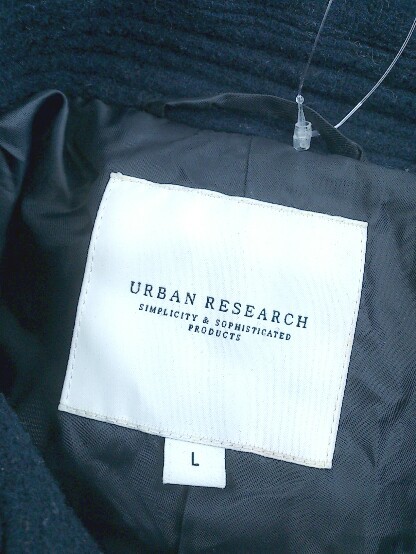 URBAN RESEARCH
SIMPLICITY & SOPHISTICATED
PRODUCTS
L